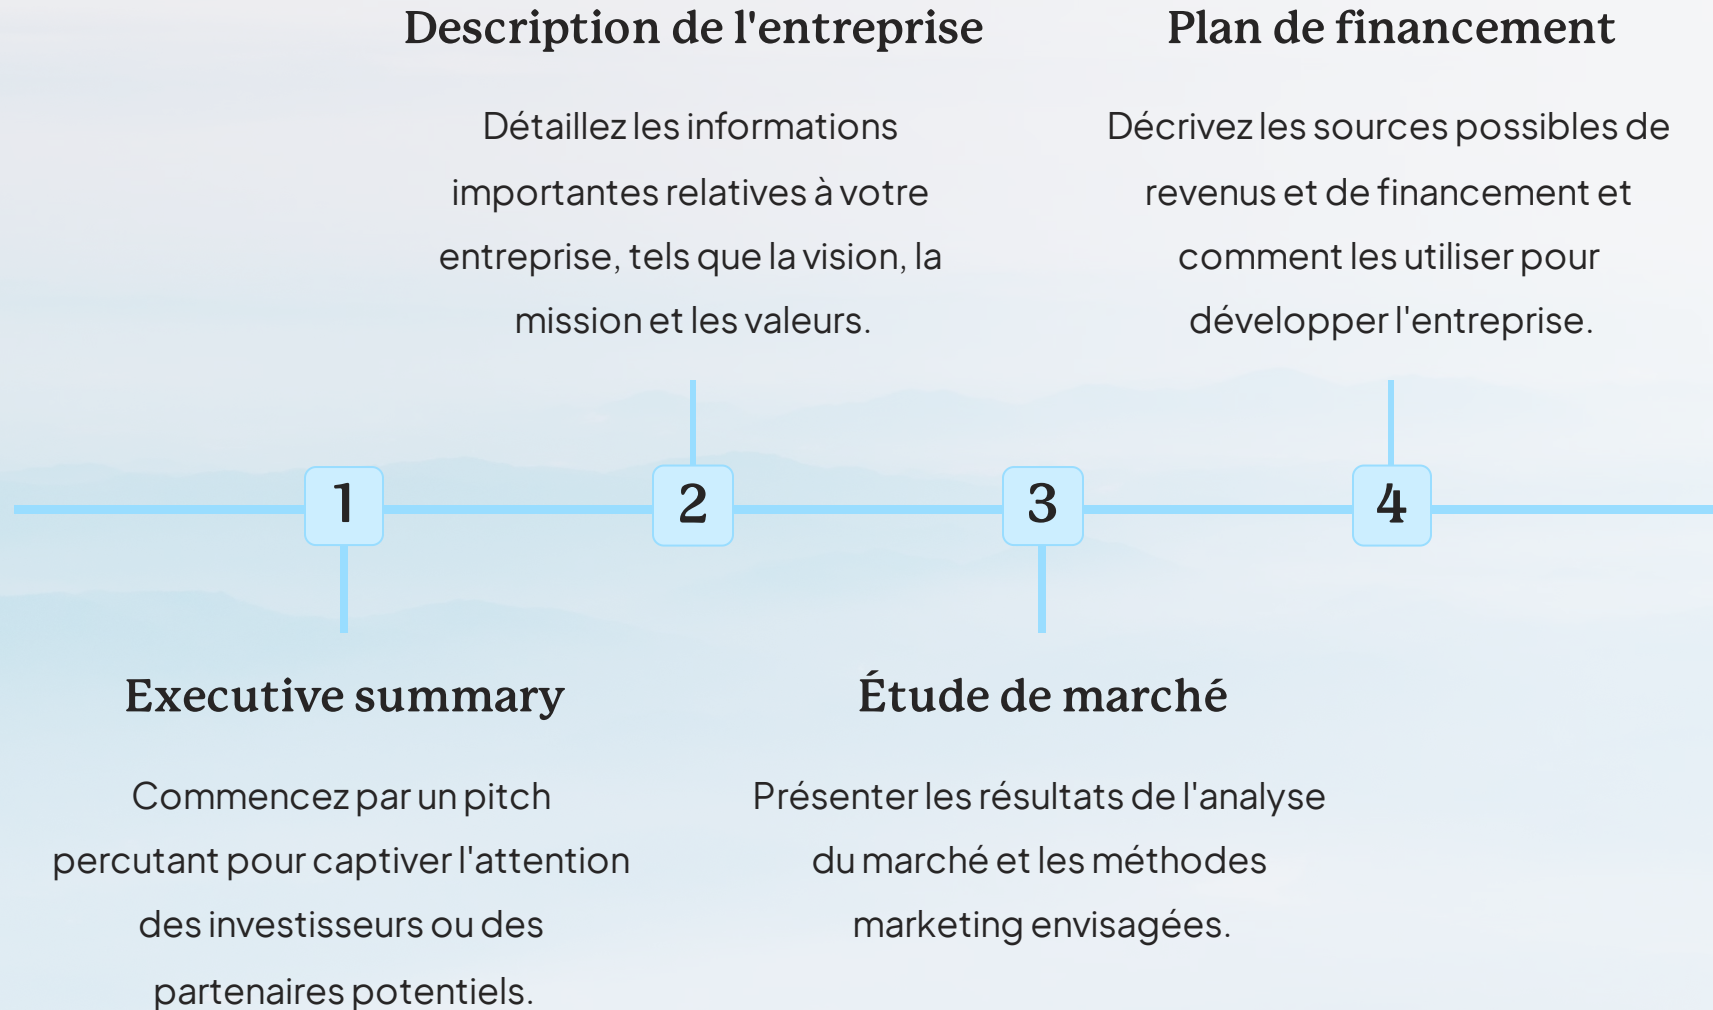 Description de l'entreprise
Détaillez les informations
importantes relatives à votre
entreprise, tels que la vision, la
mission et les valeurs.
Plan de financement
Décrivez les sources possibles de
revenus et de financement et
comment les utiliser pour
développer l'entreprise.
1
2
3
4
Executive summary
Commencez par un pitch
percutant pour captiver l'attention
des investisseurs ou des
partenaires potentiels.
Étude de marché
Présenter les résultats de l'analyse
du marché et les méthodes
marketing envisagées.